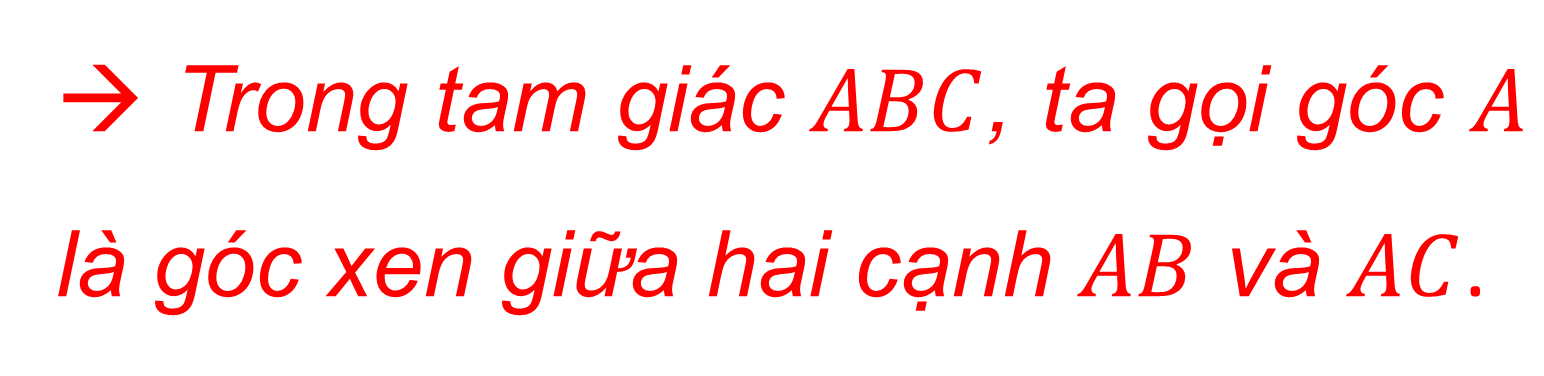 → Trong tam giác ABC, ta gọi góc A
là góc xen giữa hai cạnh AB và AC.